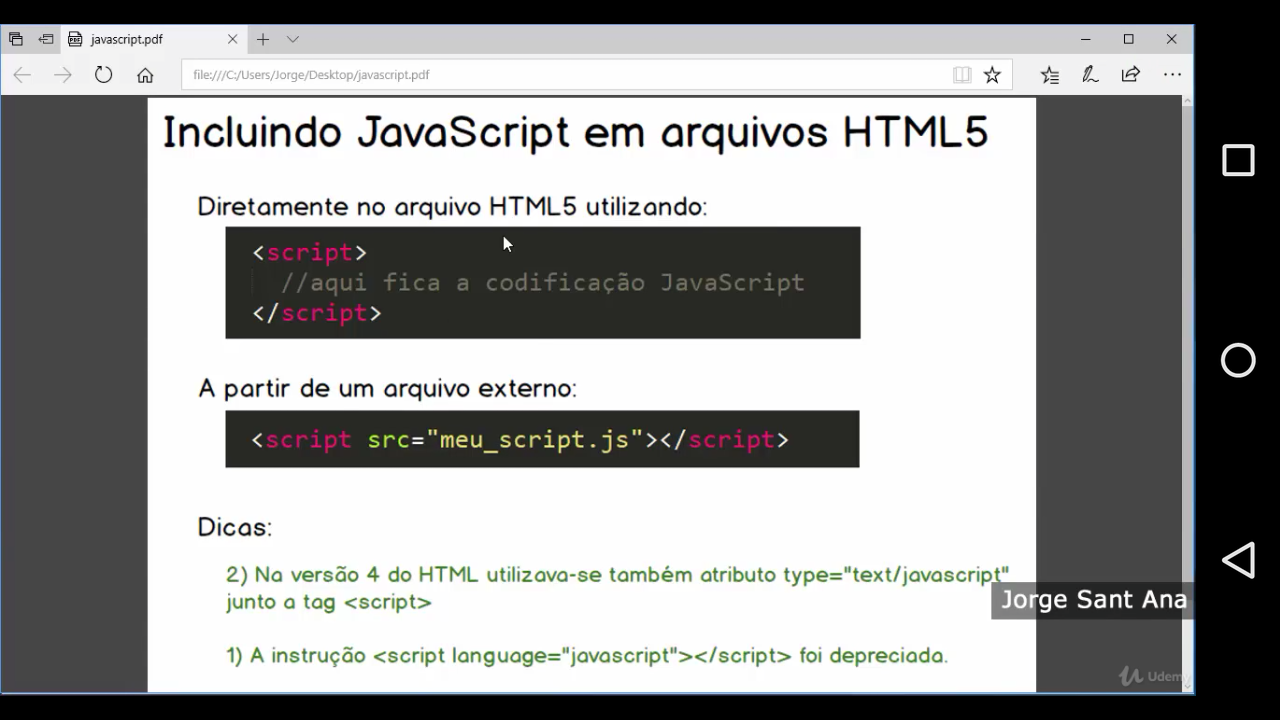 javascript.pdf
file:///C:/Users/Jorge/Desktop/javascript.pdf
Incluindo JavaScript em arquivos HTML5
Diretamente no arquivo HTML5 utilizando:
<script>
//aqui fica a codificação JavaScript
</script>
A partir de um arquivo externo:
<script src="meu_script.js"></script>
Dicas:
2) Na versão 4 do HTML utilizava-se também atributo type="text/javascript"
junto a tag <script>
1) A instrução <script language="javascript"></script> foi depreciada.
Jorge Sant Ana
Udemy